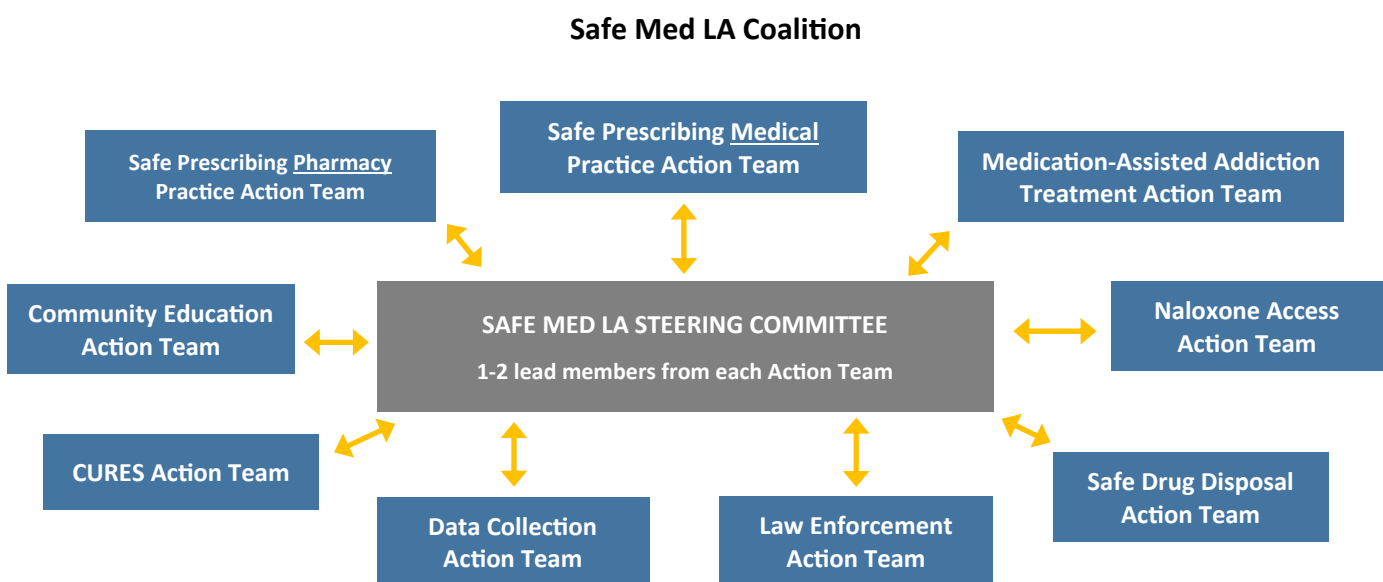 Safe Med LA Coalition
Safe Prescribing Pharmacy
Practice Action Team
Safe Prescribing Medical
Practice Action Team
Medication-Assisted Addiction
Treatment Action Team
Community Education
Action Team
SAFE MED LA STEERING COMMITTEE
1-2 lead members from each Action Team
Naloxone Access
Action Team
CURES Action Team
Data Collection
Action Team
Law Enforcement
Action Team
Safe Drug Disposal
Action Team